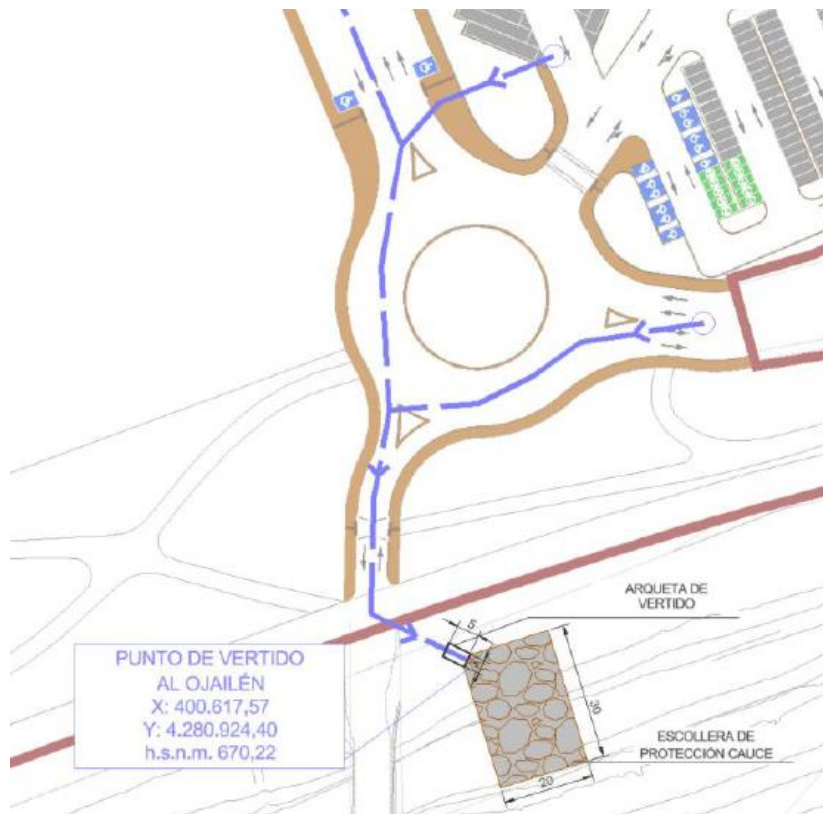 ARQUETA DE
VERTIDO
5
PUNTO DE VERTIDO
AL OJAILÉN
X: 400.617,57
Y: 4.280.924,40
h.s.n.m. 670,22
30
ESCOLLERA DE
PROTECCIÓN CAUCE
20